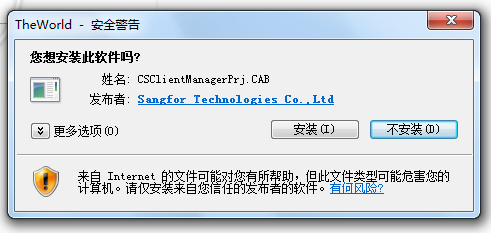 TheWorld - 安全警告
您想安装此软件吗?
姓名: CSClientManagerPrj.CAB
发布者: Sangfor Technologies Co.,Ltd
更多选项(O)
安装(I)
不安装(D)
来自 Internet 的文件可能对您有所帮助，但此文件类型可能危害您的
计算机。请仅安装来自您信任的发布者的软件。有何风险?